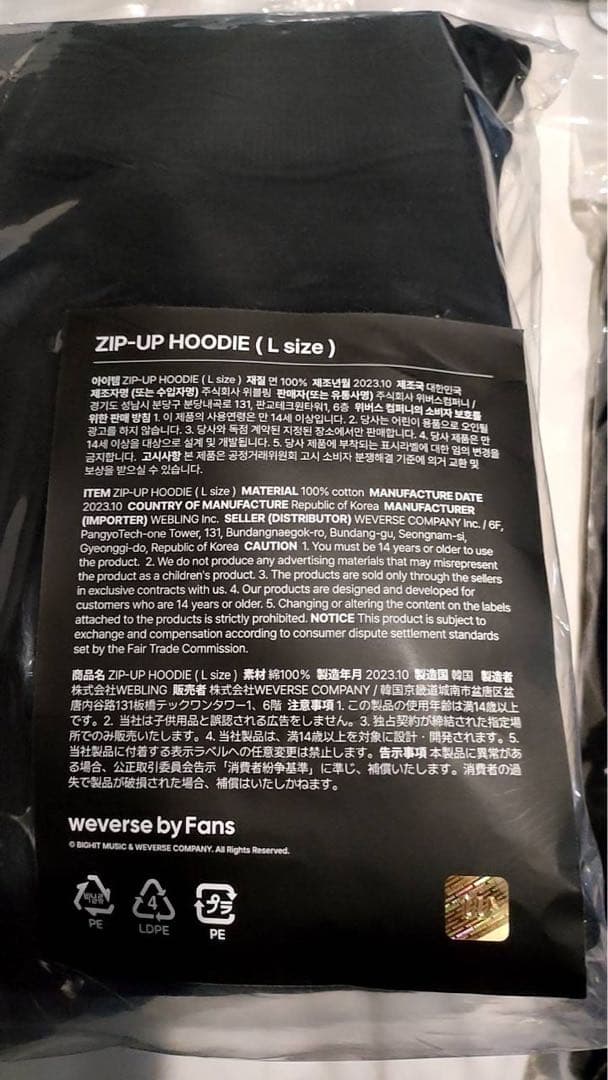 ZIP-UP HOODIE ( L size )
아이템 ZIP-UP HOODIE ( L size ) 재질 면 100% 제조년월 2023.10 제조국 대한민국
제조자명 (또는 수입자명) 주식회사 위블링 판매자(또는 유통사명) 주식회사 위버스컴퍼니 /
경기도 성남시 분당구 분당내곡로 131, 판교테크원타워1, 6층 위버스 컴퍼니의 소비자 보호를
위한 판매 방침 1. 이 제품의 사용연령은 만 14세 이상입니다. 2. 당사는 어린이 용품으로 오인될
광고를 하지 않습니다. 3. 당사와 독점 계약된 지정된 장소에서만 판매합니다. 4. 당사 제품은 만
14세 이상을 대상으로 설계 및 개발됩니다. 5. 당사 제품에 부착되는 표시라벨에 대한 임의 변경을
금지합니다. 고시사항 본 제품은 공정거래위원회 고시 소비자 분쟁해결 기준에 의거 교환 및
보상을 받으실 수 있습니다.
ITEM ZIP-UP HOODIE ( L size ) MATERIAL 100% cotton MANUFACTURE DATE
2023.10 COUNTRY OF MANUFACTURE Republic of Korea MANUFACTURER
(IMPORTER) WEBLING Inc. SELLER (DISTRIBUTOR) WEVERSE COMPANY Inc. / 6F,
PangyoTech-one Tower, 131, Bundangnaegok-ro, Bundang-gu, Seongnam-si,
Gyeonggi-do, Republic of Korea CAUTION 1. You must be 14 years or older to use
the product. 2. We do not produce any advertising materials that may misrepresent
the product as a children's product. 3. The products are sold only through the sellers
in exclusive contracts with us. 4. Our products are designed and developed for
customers who are 14 years or older. 5. Changing or altering the content on the labels
attached to the products is strictly prohibited. NOTICE This product is subject to
exchange and compensation according to consumer dispute settlement standards
set by the Fair Trade Commission.
商品名 ZIP-UP HOODIE ( L size ) 素材 綿100% 製造年月 2023.10 製造国 韓国 製造者
株式会社WEBLING 販売者 株式会社WEVERSE COMPANY / 韓国京畿道城南市盆唐区盆
唐内谷路131板橋テックワンタワー1、6階 注意事項 1. この製品の使用年齢は満14歳以上
です。2. 当社は子供用品と誤認される広告をしません。3. 独占契約が締結された指定場
所でのみ販売いたします。4. 当社製品は、満14歳以上を対象に設計・開発されます。5.
当社製品に付着する表示ラベルへの任意変更は禁止します。告示事項 本製品に異常があ
る場合、公正取引委員会告示「消費者紛争基準」に準じ、補償いたします。消費者の過
失で製品が破損された場合、補償はいたしかねます。
weverse by Fans
© BIGHIT MUSIC & WEVERSE COMPANY. All Rights Reserved.
비닐류 4 プラ
PE LDPE PE